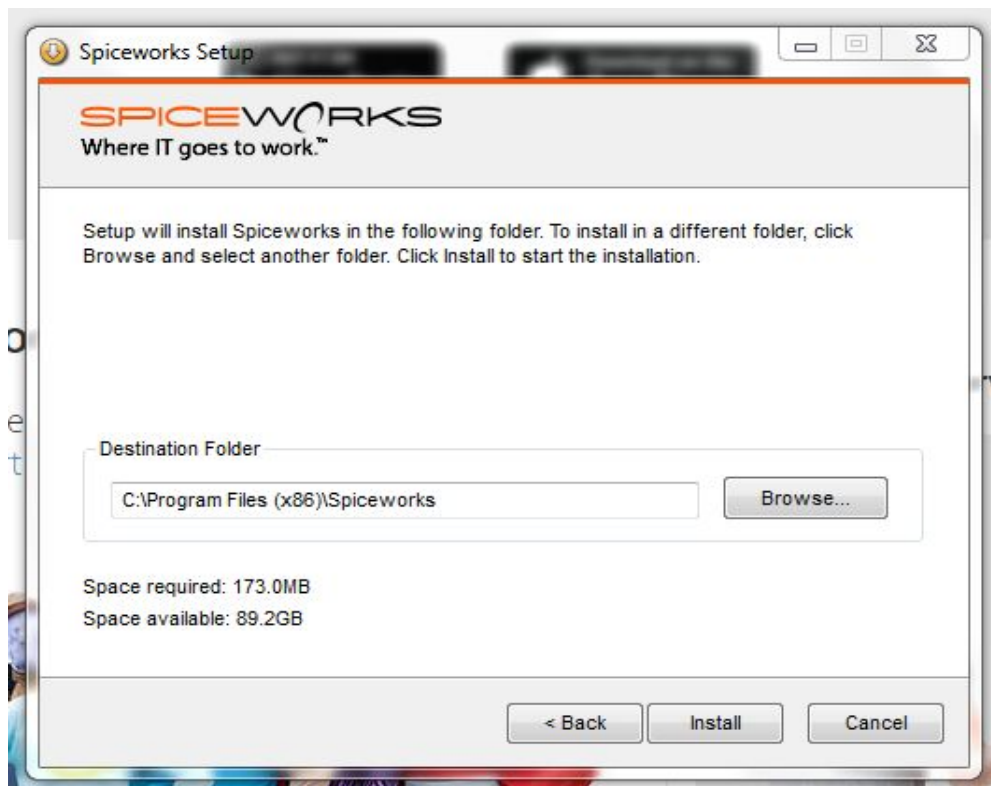 Spiceworks Setup
SPICEWORKS
Where IT goes to work.™
Setup will install Spiceworks in the following folder. To install in a different folder, click
Browse and select another folder. Click Install to start the installation.
Destination Folder
C:\Program Files (x86)\Spiceworks
Browse...
Space required: 173.0MB
Space available: 89.2GB
< Back
Install
Cancel